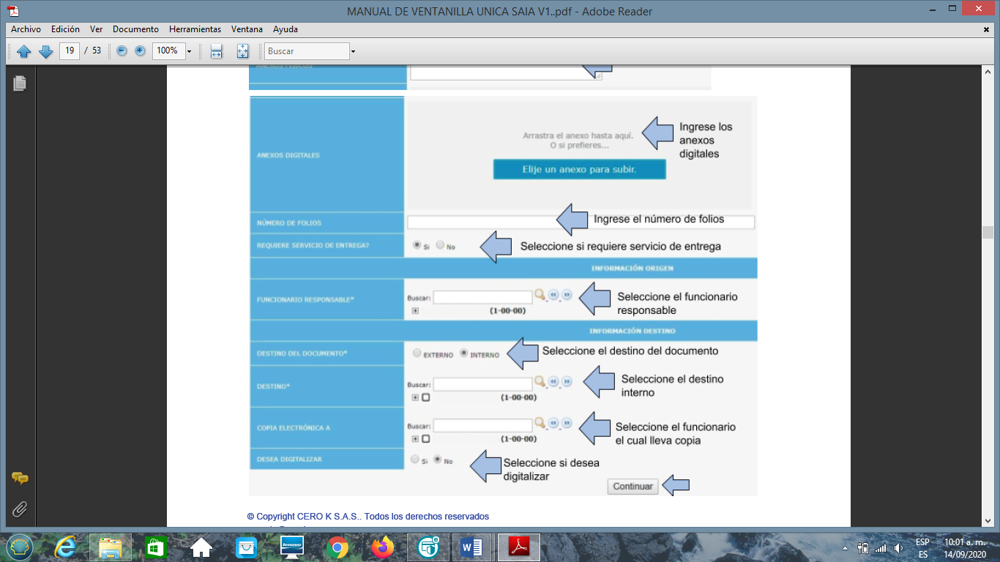 MANUAL DE VENTANILLA UNICA SAIA V1..pdf - Adobe Reader
Archivo Edición Ver Documento Herramientas Ventana Ayuda
19 / 53 100% Buscar
ANEXOS FÍSICOS
ANEXOS DIGITALES
Arrastra el anexo hasta aquí.
O si prefieres...
Elije un anexo para subir.
Ingrese los
anexos
digitales
NÚMERO DE FOLIOS
Ingrese el número de folios
REQUIERE SERVICIO DE ENTREGA?
Si No
Seleccione si requiere servicio de entrega
INFORMACIÓN ORIGEN
FUNCIONARIO RESPONSABLE*
Buscar:
(1-00-00)
Seleccione el funcionario
responsable
INFORMACIÓN DESTINO
DESTINO DEL DOCUMENTO*
EXTERNO INTERNO
Seleccione el destino del documento
DESTINO*
Buscar:
(1-00-00)
Seleccione el destino
interno
COPIA ELECTRÓNICA A
Buscar:
(1-00-00)
Seleccione el funcionario
el cual lleva copia
DESEA DIGITALIZAR
Si No
Seleccione si desea
digitalizar
Continuar
© Copyright CERO K S.A.S.. Todos los derechos reservados
lenovo
ESP
ES
10:01 a. m.
14/09/2020